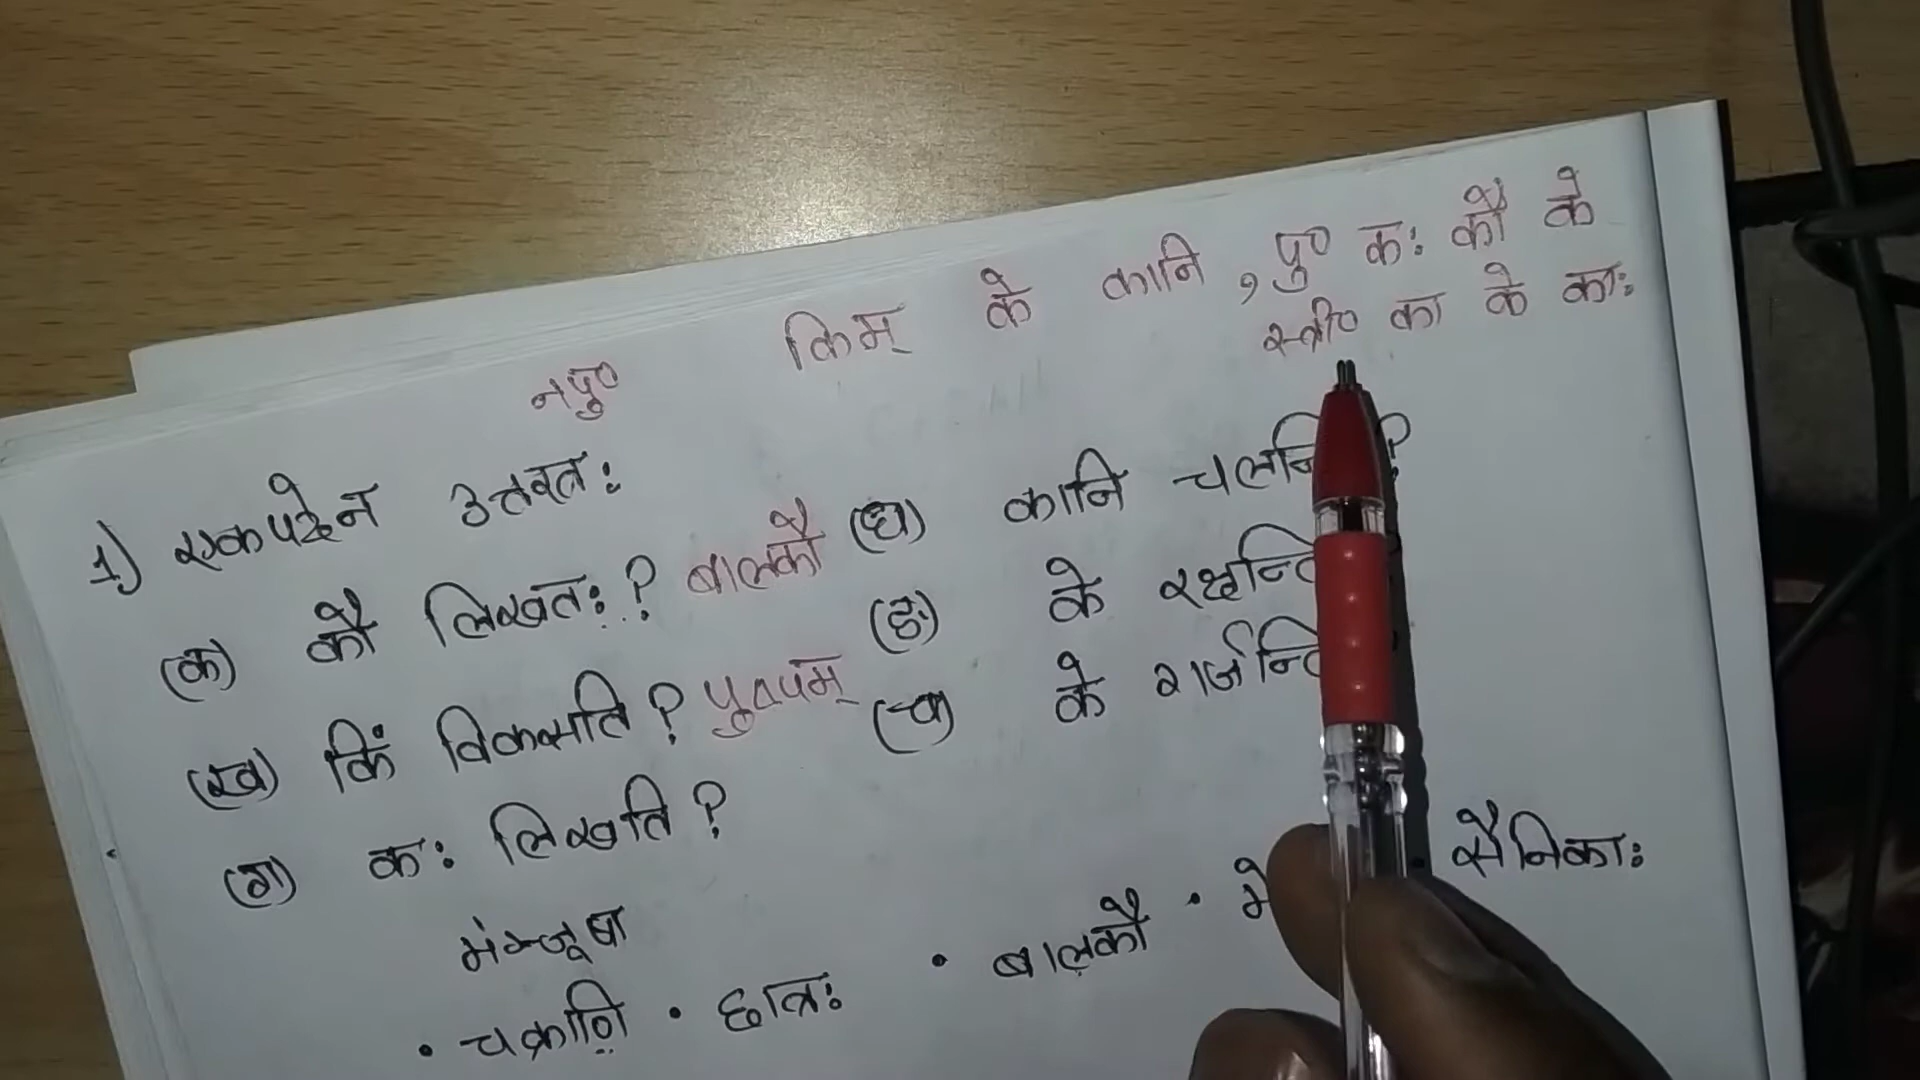 किम् के कानि , पु० कः कौ के
स्त्री० का के काः
नपु०
1) एकपदेन उत्तरत:
(क) कौ लिखतः ? बालकौ
(ख) किं विकसति ? पुष्पम्
(ग) कः लिखति ?
(घ) कानि चलन्ति ?
(ङ) के रक्षन्ति
(च) के गर्जन्ति
मंञ्जूषा
• चक्राणि • छात्रः • बालकौ • • सैनिकाः